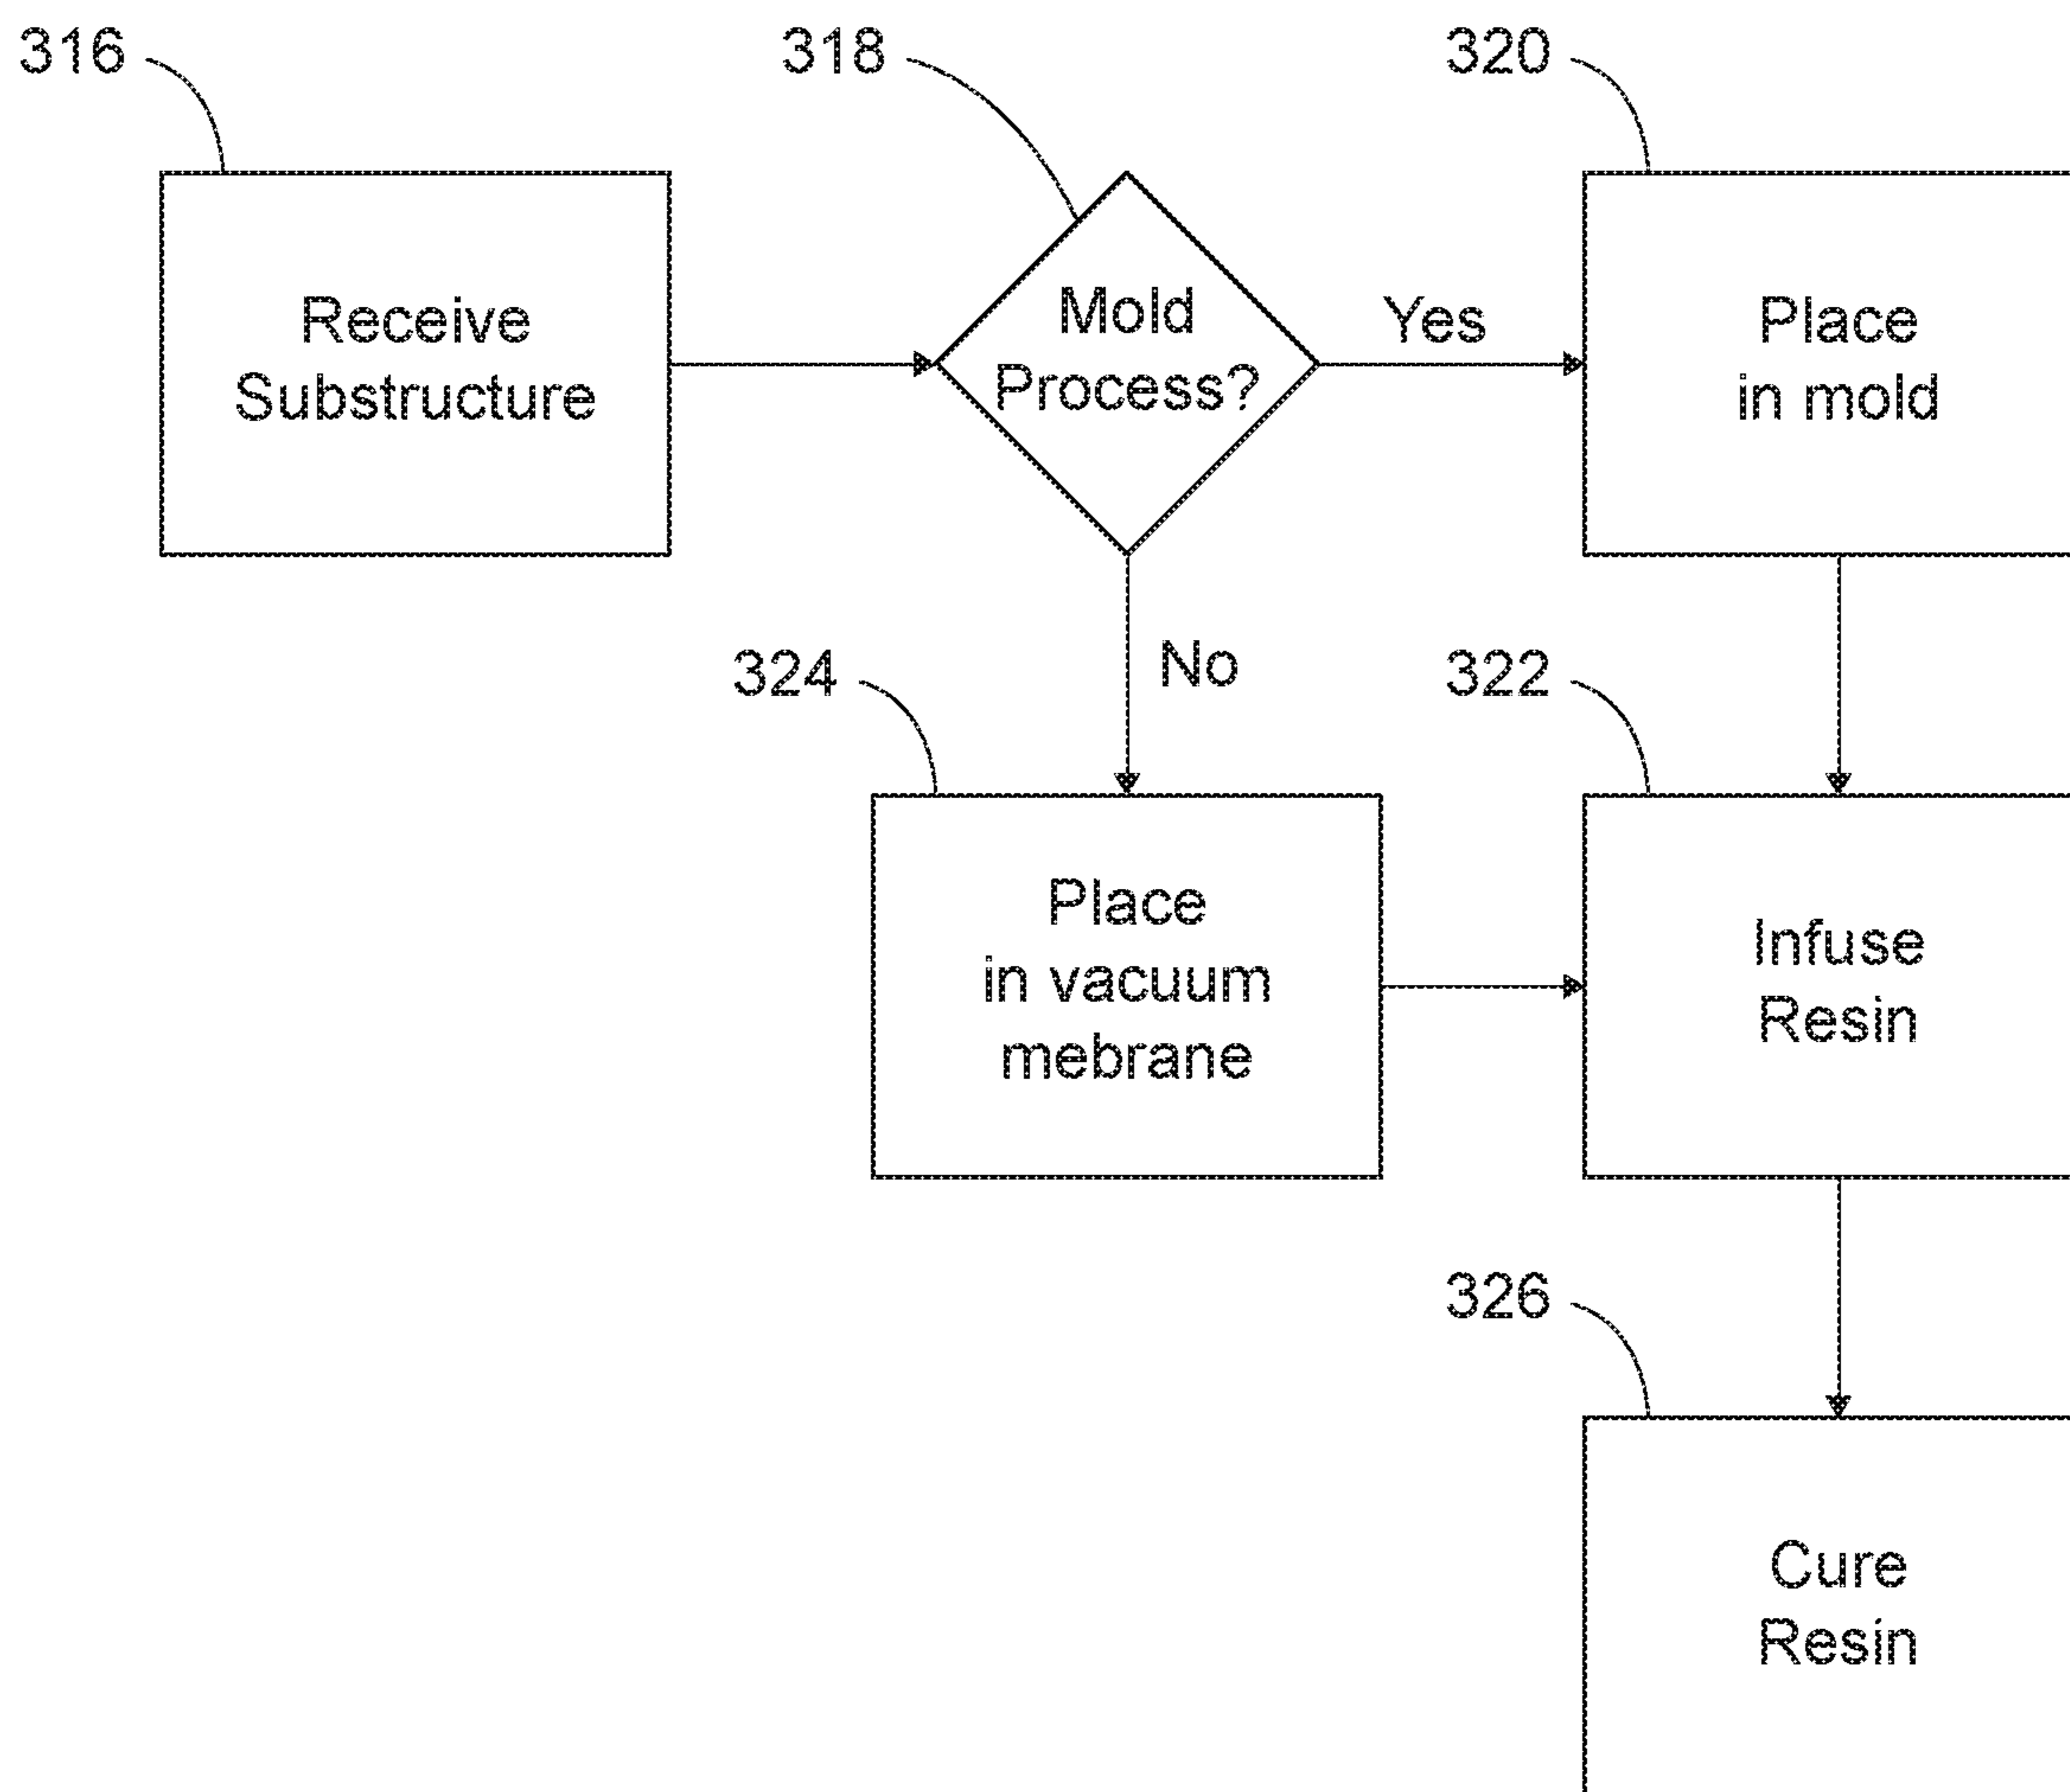 316
318
320
Receive
Substructure
Mold
Process?
Yes
Place
in mold
No
324
322
Place
in vacuum
mebrane
Infuse
Resin
326
Cure
Resin